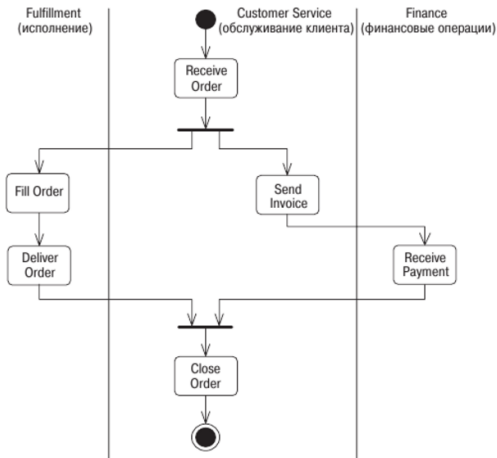 Fulfillment
(исполнение)
Customer Service
(обслуживание клиента)
Finance
(финансовые операции)
Receive
Order
Fill Order
Send
Invoice
Deliver
Order
Receive
Payment
Close
Order